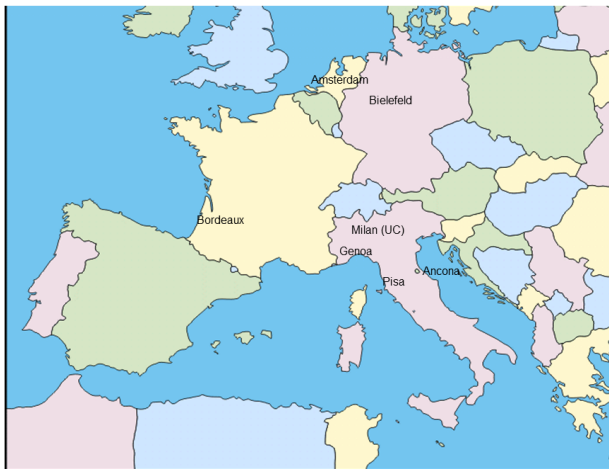 Amsterdam
Bielefeld
Bordeaux
Milan (UC)
Genoa
Ancona
Pisa